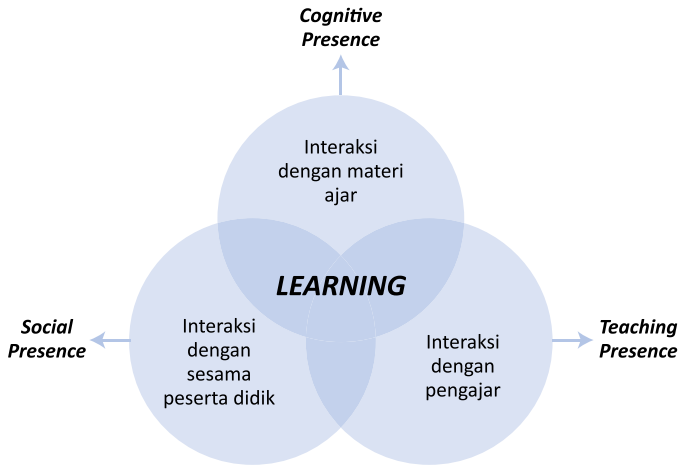 Cognitive
Presence
Interaksi
dengan materi
ajar
LEARNING
Social
Presence
Interaksi
dengan
sesama
peserta didik
Interaksi
dengan
pengajar
Teaching
Presence